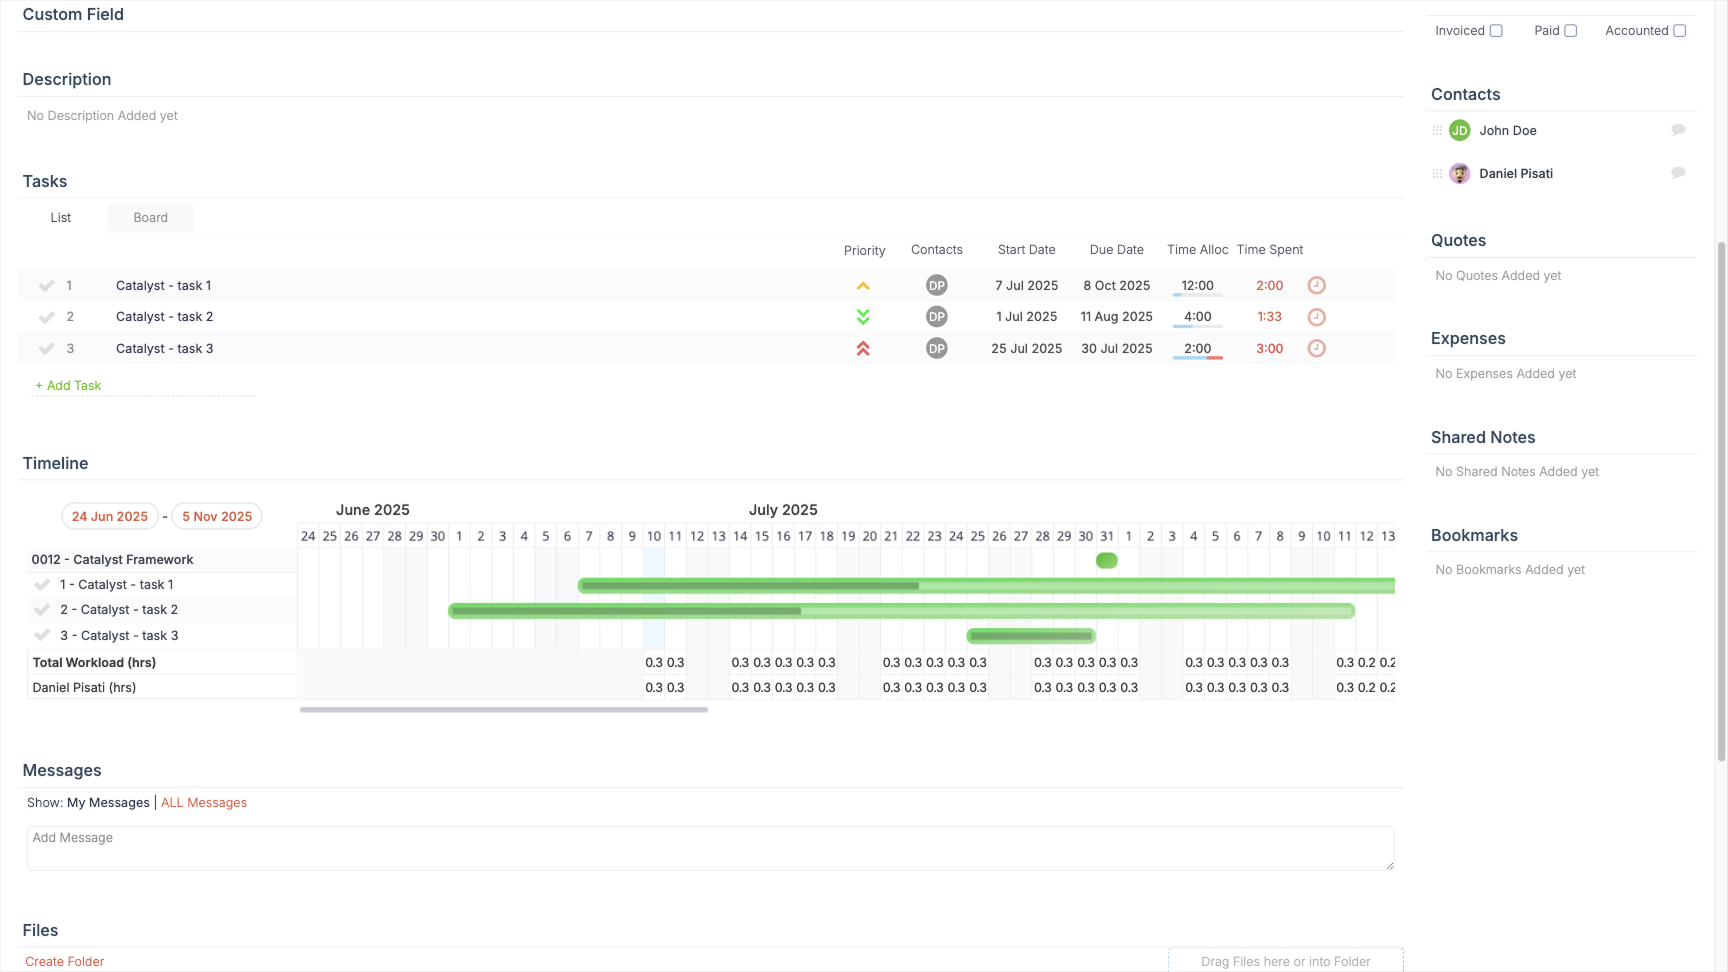 Custom Field
Description
No Description Added yet
Tasks
List Board
Priority Contacts Start Date Due Date Time Alloc Time Spent
1 Catalyst - task 1 DP 7 Jul 2025 8 Oct 2025 12:00 2:00
2 Catalyst - task 2 DP 1 Jul 2025 11 Aug 2025 4:00 1:33
3 Catalyst - task 3 DP 25 Jul 2025 30 Jul 2025 2:00 3:00
+ Add Task
Timeline
24 Jun 2025 - 5 Nov 2025
June 2025 July 2025
24 25 26 27 28 29 30 1 2 3 4 5 6 7 8 9 10 11 12 13 14 15 16 17 18 19 20 21 22 23 24 25 26 27 28 29 30 31 1 2 3 4 5 6 7 8 9 10 11 12 13
0012 - Catalyst Framework
1 - Catalyst - task 1
2 - Catalyst - task 2
3 - Catalyst - task 3
Total Workload (hrs) 0.3 0.3 0.3 0.3 0.3 0.3 0.3 0.3 0.3 0.3 0.3 0.3 0.3 0.3 0.3 0.3 0.3 0.3 0.3 0.3 0.3 0.3 0.3 0.2 0.2
Daniel Pisati (hrs) 0.3 0.3 0.3 0.3 0.3 0.3 0.3 0.3 0.3 0.3 0.3 0.3 0.3 0.3 0.3 0.3 0.3 0.3 0.3 0.3 0.3 0.3 0.3 0.2 0.2
Messages
Show: My Messages | ALL Messages
Add Message
Files
Create Folder
Drag Files here or into Folder
Invoiced Paid Accounted
Contacts
JD John Doe
Daniel Pisati
Quotes
No Quotes Added yet
Expenses
No Expenses Added yet
Shared Notes
No Shared Notes Added yet
Bookmarks
No Bookmarks Added yet